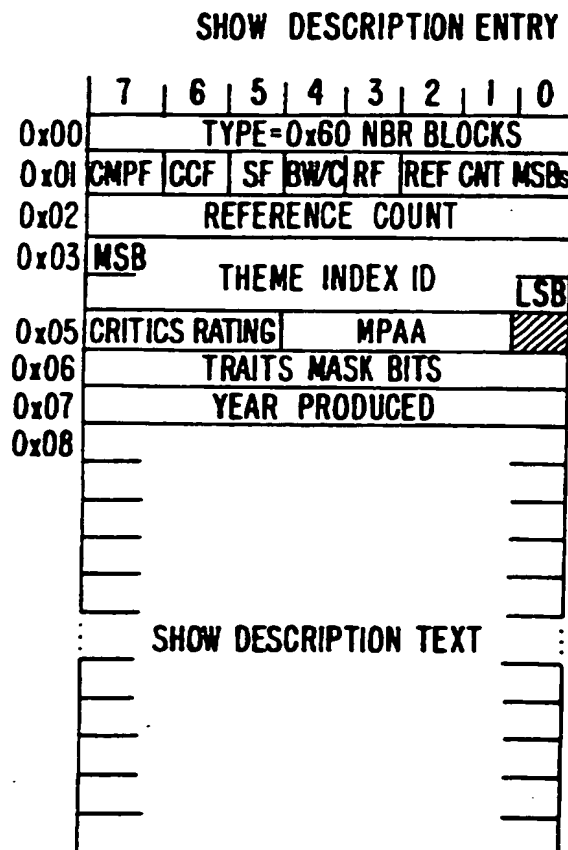 SHOW DESCRIPTION ENTRY
7 6 5 4 3 2 1 0
0x00 TYPE=0x60 NBR BLOCKS
0x01 CMPF CCF SF BW/C RF REF CNT MSBs
0x02 REFERENCE COUNT
0x03 MSB
THEME INDEX ID
LSB
0x05 CRITICS RATING MPAA
0x06 TRAITS MASK BITS
0x07 YEAR PRODUCED
0x08
SHOW DESCRIPTION TEXT